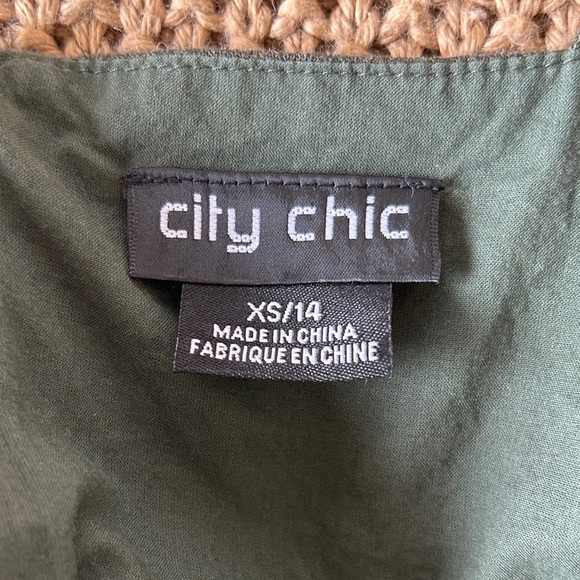 city chic
XS/14
MADE IN CHINA
FABRIQUE EN CHINE